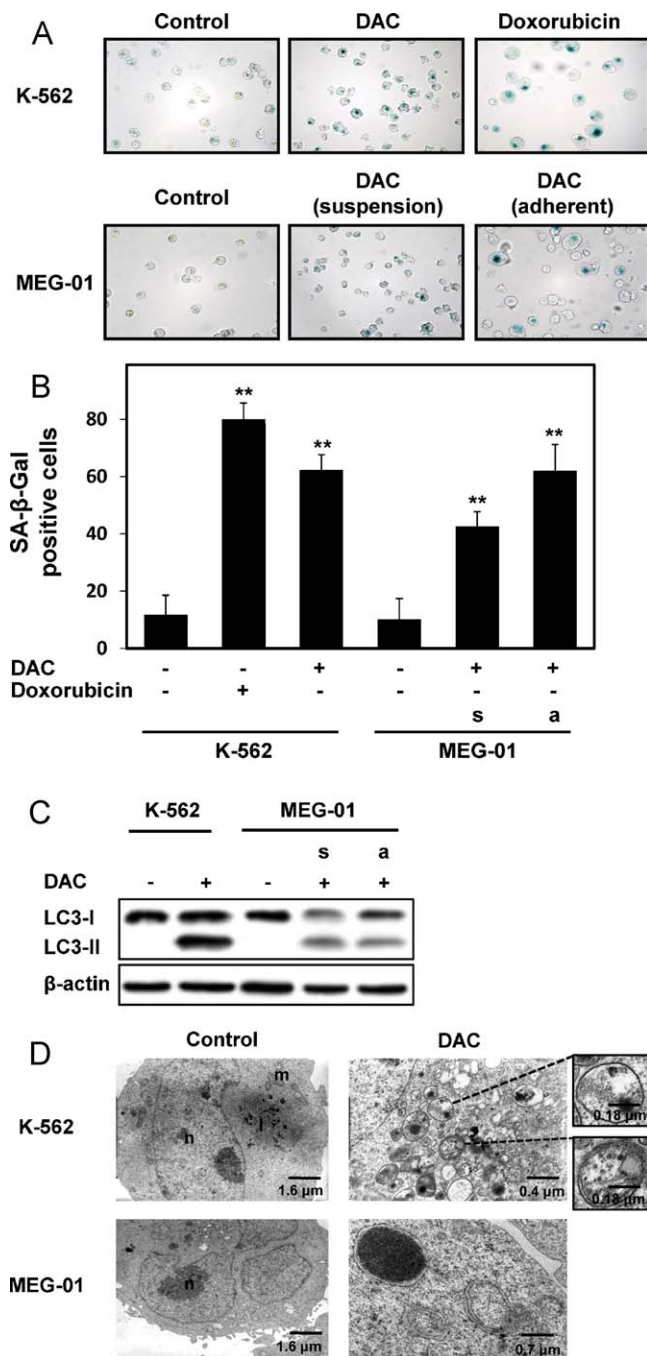 A
Control DAC Doxorubicin
K-562
Control DAC (suspension) DAC (adherent)
MEG-01
B
SA-β-Gal positive cells
80
60
40
20
0
** ** ** **
DAC - - + - + +
Doxorubicin - + - - - -
s a
K-562 MEG-01
C
K-562 MEG-01
s a
DAC - + - + +
LC3-I
LC3-II
β-actin
D
Control DAC
K-562
m
n
l
1.6 µm
0.4 µm
0.18 µm
0.18 µm
MEG-01
n
1.6 µm
0.7 µm